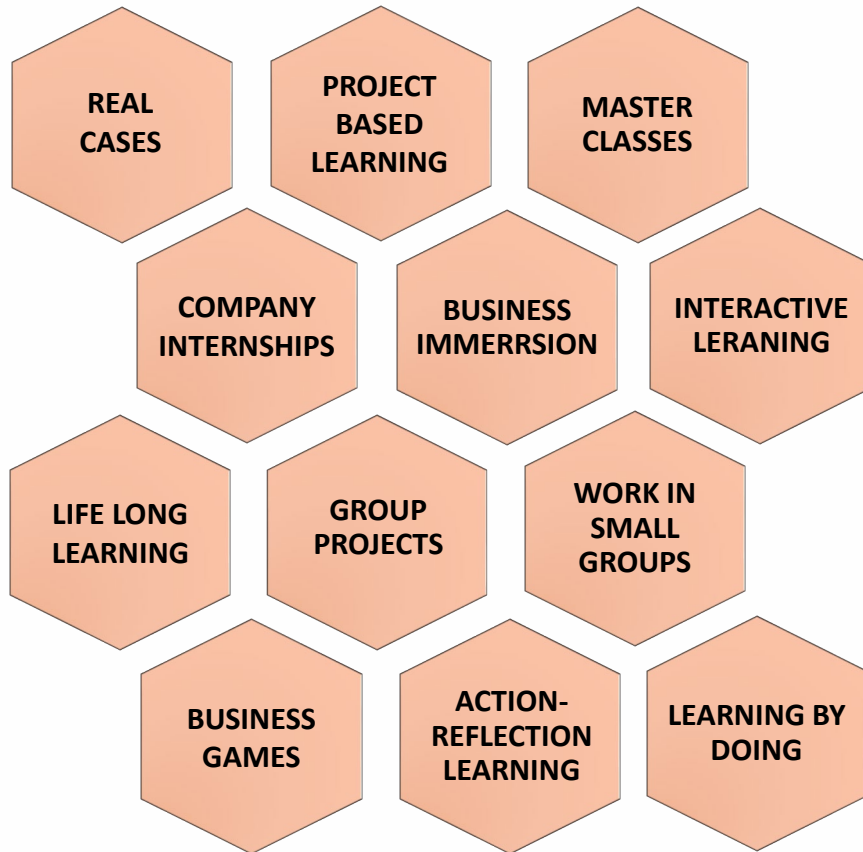 REAL
CASES
PROJECT
BASED
LEARNING
MASTER
CLASSES
COMPANY
INTERNSHIPS
BUSINESS
IMMERRSION
INTERACTIVE
LERANING
LIFE LONG
LEARNING
GROUP
PROJECTS
WORK IN
SMALL
GROUPS
BUSINESS
GAMES
ACTION-
REFLECTION
LEARNING
LEARNING BY
DOING